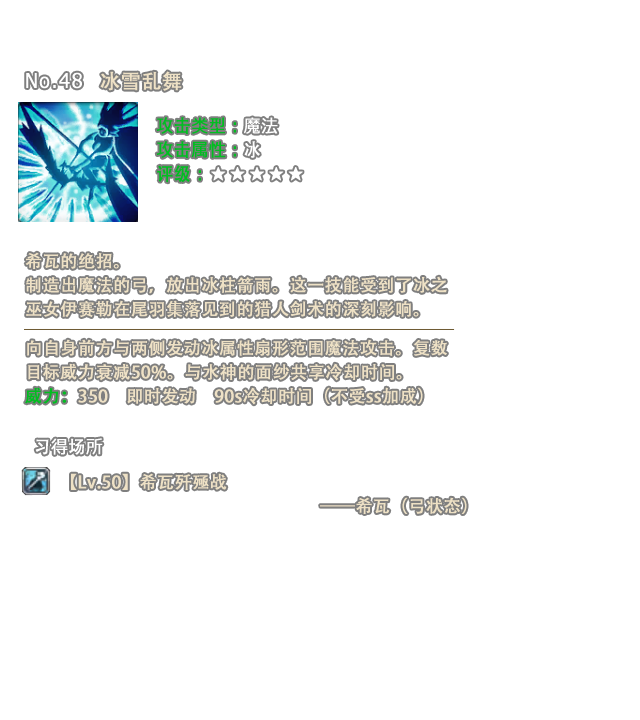 No.48 冰雪乱舞
攻击类型：魔法
攻击属性：冰
评级：☆☆☆☆☆
希瓦的绝招。
制造出魔法的弓，放出冰柱箭雨。这一技能受到了冰之
巫女伊赛勒在尾羽集落见到的猎人剑术的深刻影响。
向自身前方与两侧发动冰属性扇形范围魔法攻击。复数
目标威力衰减50%。与水神的面纱共享冷却时间。
威力：350 即时发动 90s冷却时间（不受ss加成）
习得场所
【Lv.50】希瓦歼殛战
——希瓦（弓状态）